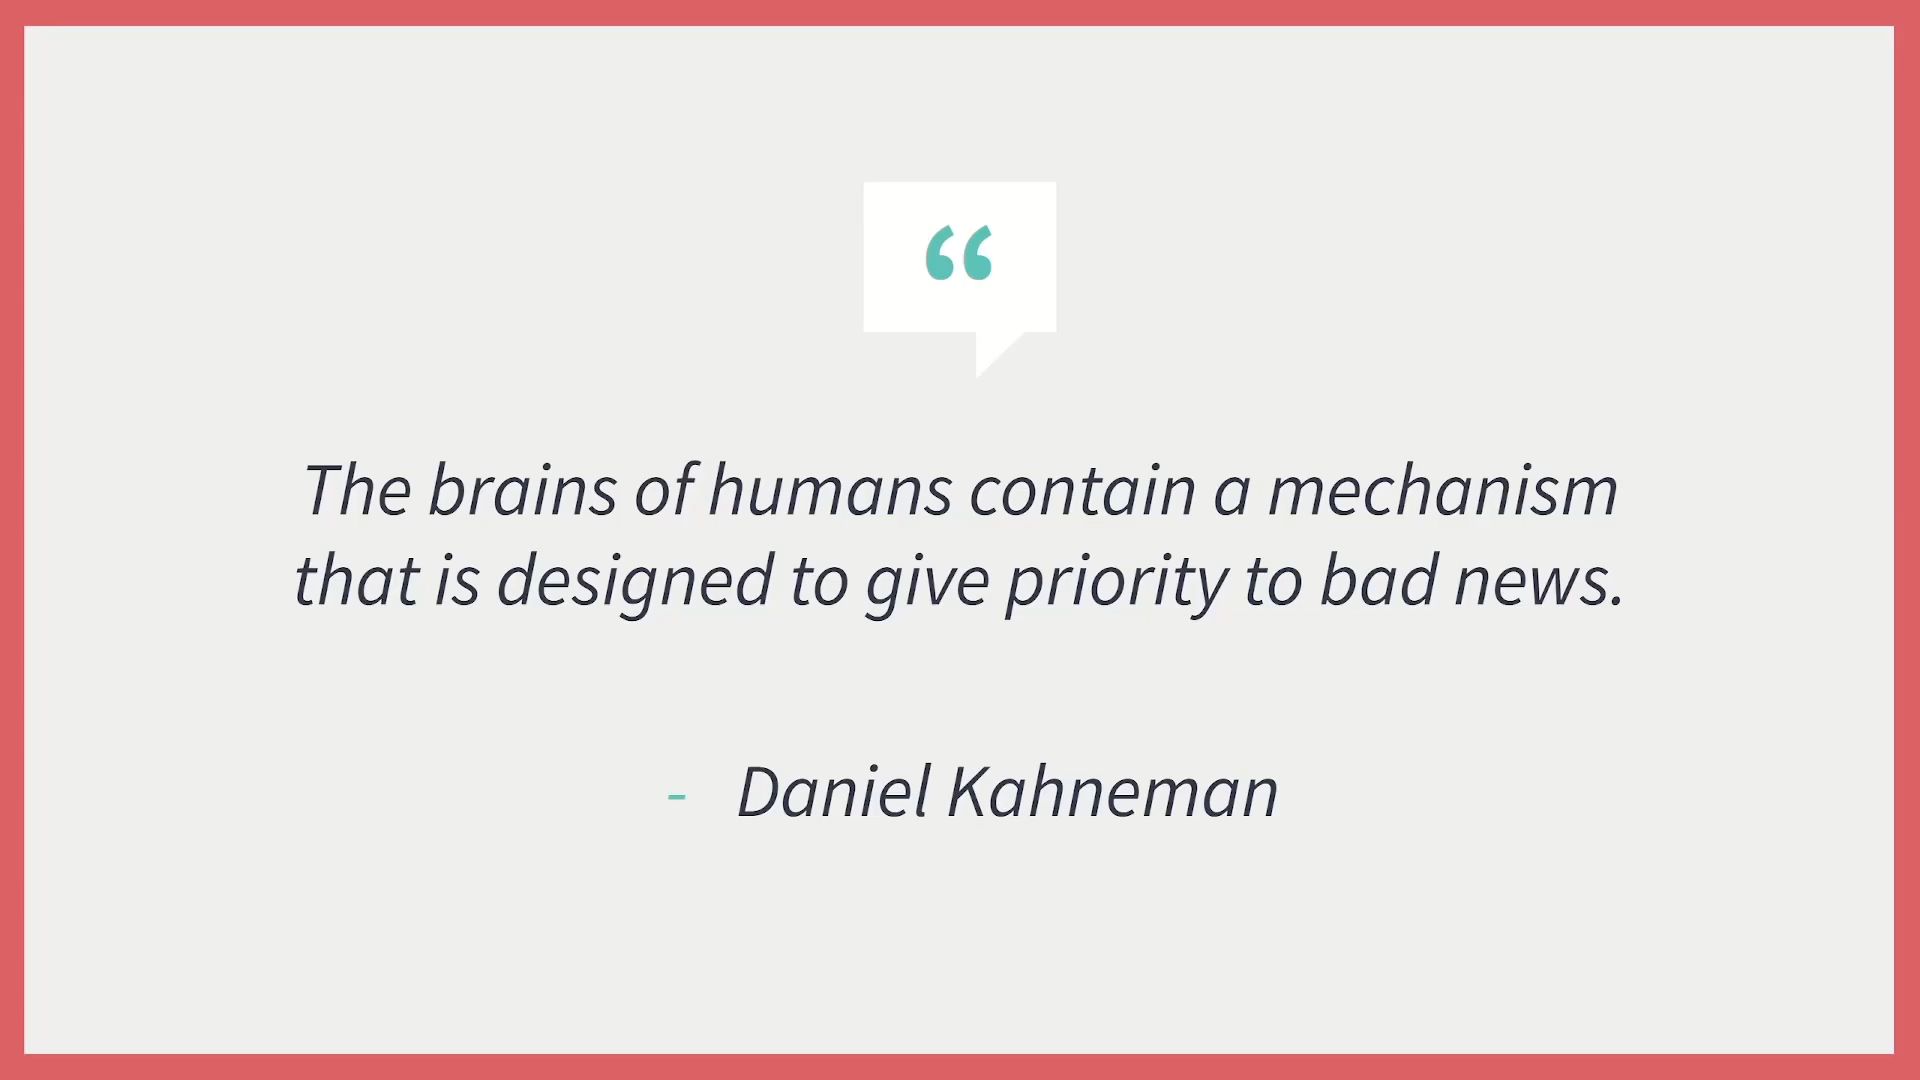 “
The brains of humans contain a mechanism
that is designed to give priority to bad news.
- Daniel Kahneman